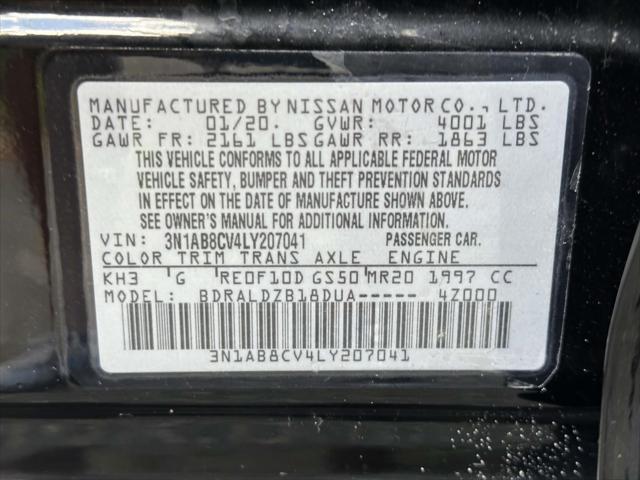 MANUFACTURED BY NISSAN MOTOR CO., LTD.
DATE: 01/20. GVWR: 4001 LBS
GAWR FR: 2161 LBS GAWR RR: 1863 LBS
THIS VEHICLE CONFORMS TO ALL APPLICABLE FEDERAL MOTOR
VEHICLE SAFETY, BUMPER AND THEFT PREVENTION STANDARDS
IN EFFECT ON THE DATE OF MANUFACTURE SHOWN ABOVE.
SEE OWNER'S MANUAL FOR ADDITIONAL INFORMATION.
VIN: 3N1AB8CV4LY207041 PASSENGER CAR.
COLOR TRIM TRANS AXLE ENGINE
KH3 G RE0F10D GS50 MR20 1997 CC
MODEL: BDRALDZB18DUA----- 4Z000
3N1AB8CV4LY207041